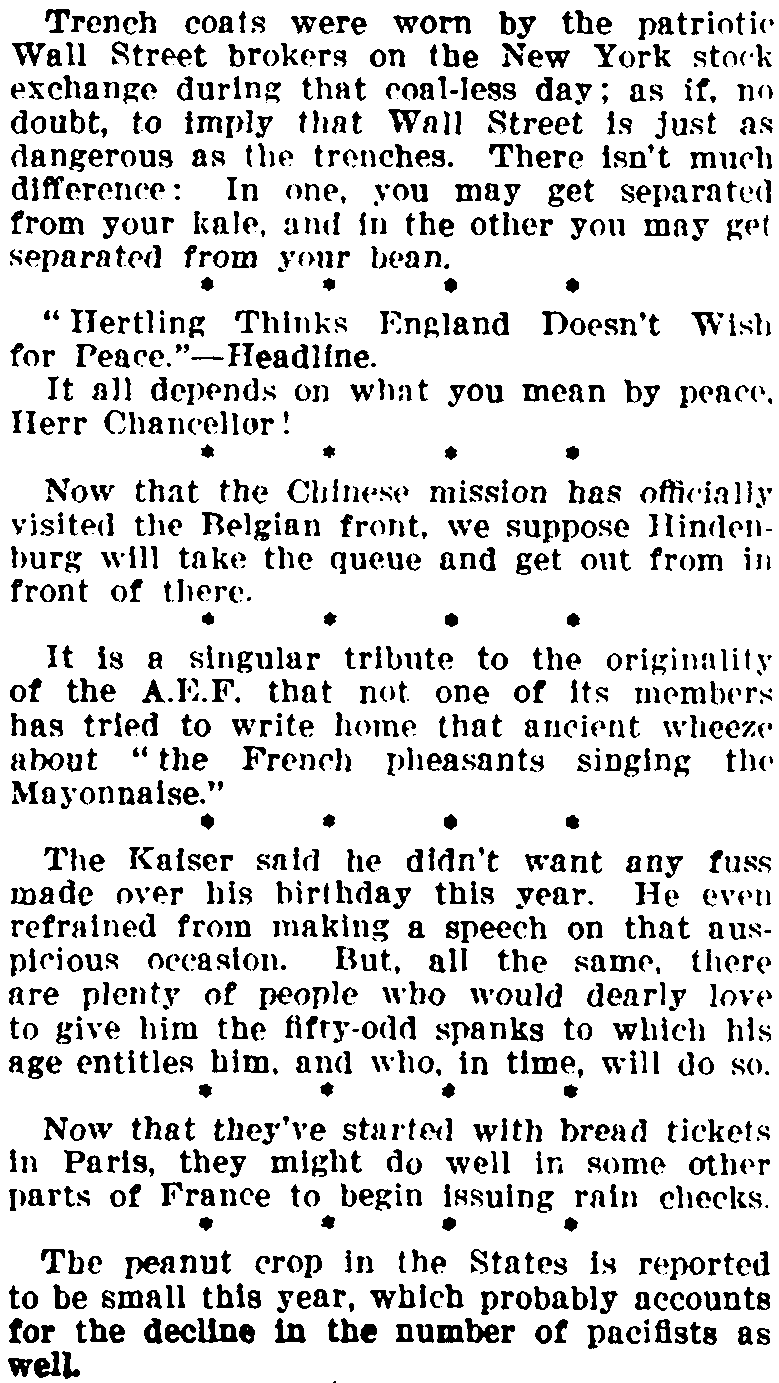 Trench coats were worn by the patriotic
Wall Street brokers on the New York stock
exchange during that coal-less day; as if, no
doubt, to imply that Wall Street is just as
dangerous as the trenches. There isn't much
difference: In one, you may get separated
from your kale, and in the other you may get
separated from your bean.
* * * *
"Hertling Thinks England Doesn't Wish
for Peace."—Headline.
It all depends on what you mean by peace,
Herr Chancellor!
* * * *
Now that the Chinese mission has officially
visited the Belgian front, we suppose Hinden-
burg will take the queue and get out from in
front of there.
* * * *
It is a singular tribute to the originality
of the A.E.F. that not one of its members
has tried to write home that ancient wheeze
about "the French pheasants singing the
Mayonnaise."
* * * *
The Kaiser said he didn't want any fuss
made over his birthday this year. He even
refrained from making a speech on that aus-
picious occasion. But, all the same, there
are plenty of people who would dearly love
to give him the fifty-odd spanks to which his
age entitles him, and who, in time, will do so.
* * * *
Now that they've started with bread tickets
in Paris, they might do well in some other
parts of France to begin issuing rain checks.
* * * *
The peanut crop in the States is reported
to be small this year, which probably accounts
for the decline in the number of pacifists as
well.